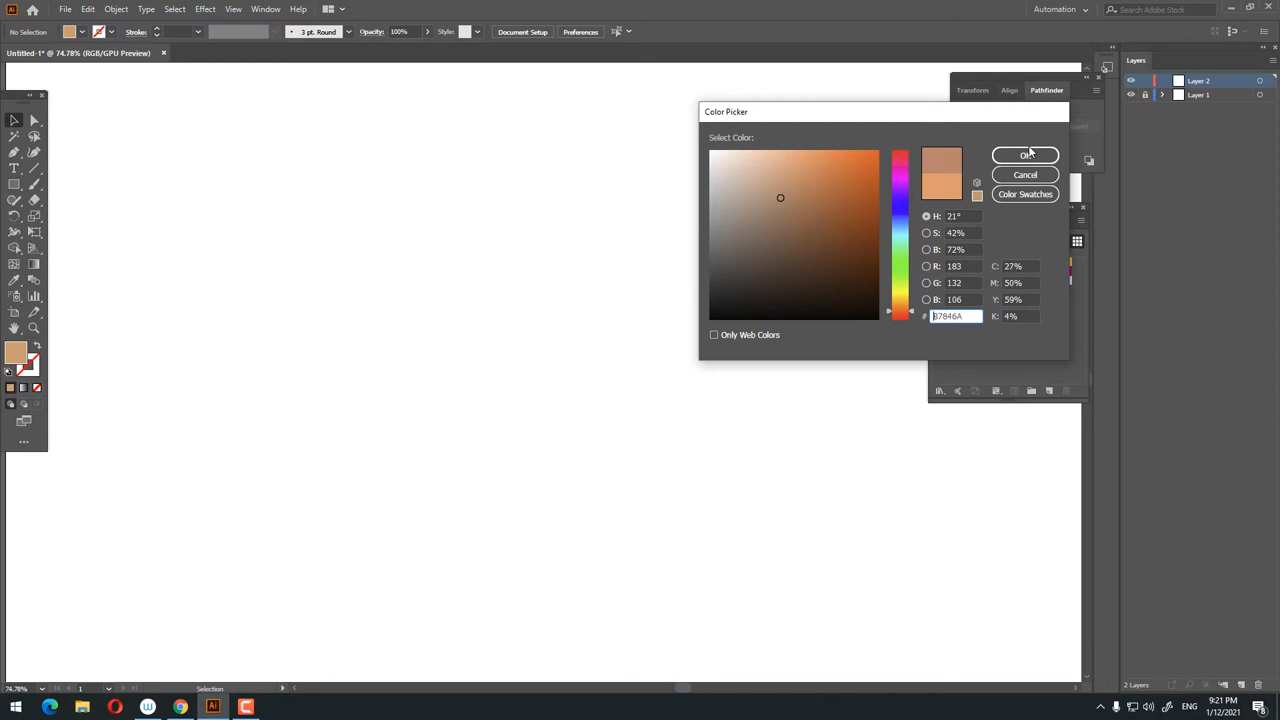 Ai File Edit Object Type Select Effect View Window Help Automation Search Adobe Stock
No Selection Stroke: 3 pt. Round Opacity: 100% Style: Document Setup Preferences
Untitled-1* @ 74.78% (RGB/GPU Preview)
Layers
Layer 2
Layer 1
Transform Align Pathfinder
Color Picker
Select Color:
OK
Cancel
Color Swatches
H: 21°
S: 42%
B: 72%
R: 183 C: 27%
G: 132 M: 50%
B: 106 Y: 59%
# B7846A K: 4%
Only Web Colors
74.78% 1 Selection
2 Layers
ENG 9:21 PM
1/12/2021